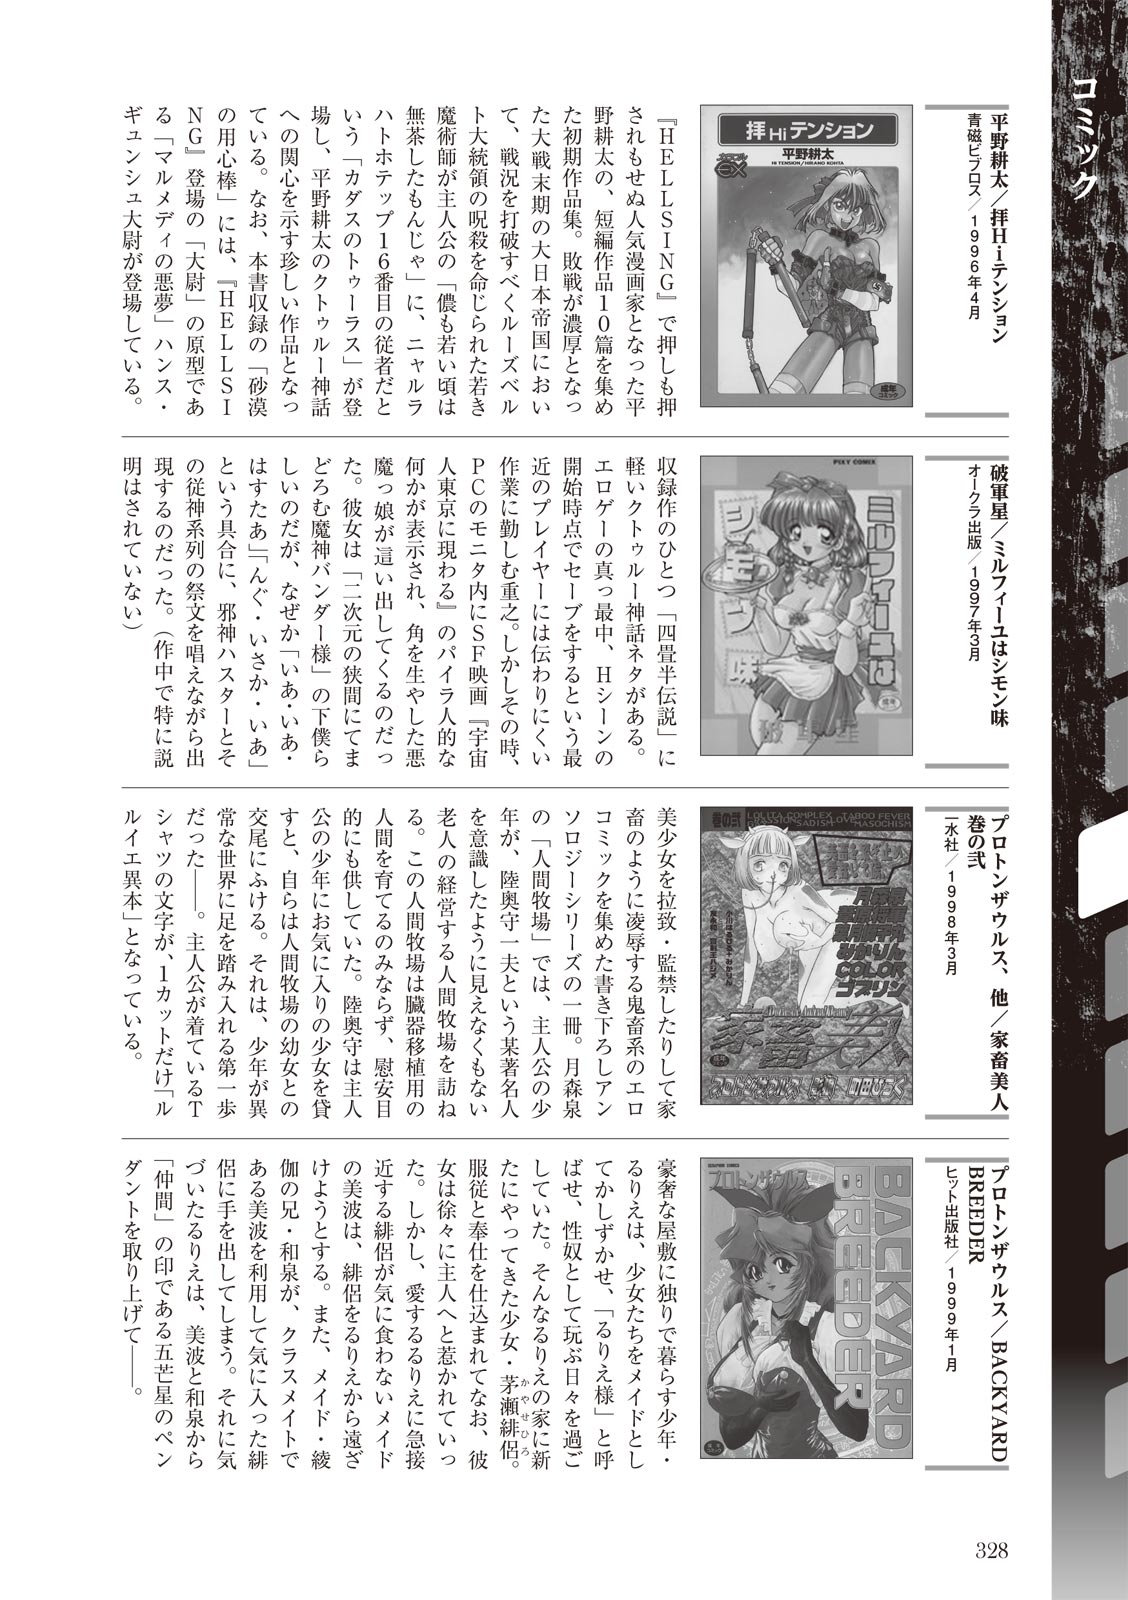 コミック
平野耕太／拝Hiテンション
青磁ビブロス／1996年4月
拝Hiテンション
平野耕太
HI TENSION/HIRANO KOHTA
EX
成年
コミック
『HELLSING』で押しも押
されもせぬ人気漫画家となった平
野耕太の、短編作品10篇を集め
た初期作品集。敗戦が濃厚となっ
た大戦末期の大日本帝国におい
て、戦況を打破すべくルーズベル
ト大統領の呪殺を命じられた若き
魔術師が主人公の「儂も若い頃は
無茶したもんじゃ」に、ニャルラ
ハトホテップ16番目の従者だと
いう「カダスのトゥーラス」が登
場し、平野耕太のクトゥルー神話
への関心を示す珍しい作品となっ
ている。なお、本書収録の「砂漠
の用心棒」には、『HELLSI
NG』登場の「大尉」の原型であ
る「マルメディの悪夢」ハンス・
ギュンシュ大尉が登場している。
破軍星／ミルフィーユはシモン味
オークラ出版／1997年3月
PIXY COMIX
ミルフィーユは
シモン味
破軍星
成年
収録作のひとつ「四畳半伝説」に
軽いクトゥルー神話ネタがある。
エロゲーの真っ最中、Hシーンの
開始時点でセーブをするという最
近のプレイヤーには伝わりにくい
作業に勤しむ重之。しかしその時、
PCのモニタ内にSF映画『宇宙
人東京に現わる』のパイラ人的な
何かが表示され、角を生やした悪
魔っ娘が這い出してくるのだっ
た。彼女は「二次元の狭間にてま
どろむ魔神バンダー様」の下僕ら
しいのだが、なぜか「いあ・いあ・
はすたあ」「んぐ・いさか・いあ」
という具合に、邪神ハスターとそ
の従神系列の祭文を唱えながら出
現するのだった。（作中で特に説
明はされていない）
プロトンザウルス、他／家畜美人
巻の弐
一水社／1998年3月
巻の弐
LOLITA COMPLEX LOVABOO FEVER
PASSIONSADISM MASOCHISM
みかりん
COLOR
ゴブリン
プロトンザウルス
美少女を拉致・監禁したりして家
畜のように凌辱する鬼畜系のエロ
コミックを集めた書き下ろしアン
ソロジーシリーズの一冊。月森泉
の「人間牧場」では、主人公の少
年が、陸奥守一夫という某著名人
を意識したように見えなくもない
老人の経営する人間牧場を訪ね
る。この人間牧場は臓器移植用の
人間を育てるのみならず、慰安目
的にも供していた。陸奥守は主人
公の少年にお気に入りの少女を貸
すと、自らは人間牧場の幼女との
交尾にふける。それは、少年が異
常な世界に足を踏み入れる第一歩
だった――。主人公が着ているT
シャツの文字が、1カットだけ「ル
ルイエ異本」となっている。
プロトンザウルス／BACKYARD
BREEDER
ヒット出版社／1999年1月
SERAPHIM COMICS
プロトンザウルス
BACKYARD
BREEDER
成年
コミック
豪奢な屋敷に独りで暮らす少年・
るりえは、少女たちをメイドとし
てかしずかせ、「るりえ様」と呼
ばせ、性奴として玩ぶ日々を過ご
していた。そんなるりえの家に新
たにやってきた少女・茅瀬緋侶。
かやせひろ
服従と奉仕を仕込まれてなお、彼
女は徐々に主人へと惹かれていっ
た。しかし、愛するるりえに急接
近する緋侶が気に食わないメイド
の美波は、緋侶をるりえから遠ざ
けようとする。また、メイド・綾
伽の兄・和泉が、クラスメイトで
ある美波を利用して気に入った緋
侶に手を出してしまう。それに気
づいたるりえは、美波と和泉から
「仲間」の印である五芒星のペン
ダントを取り上げて――。
328